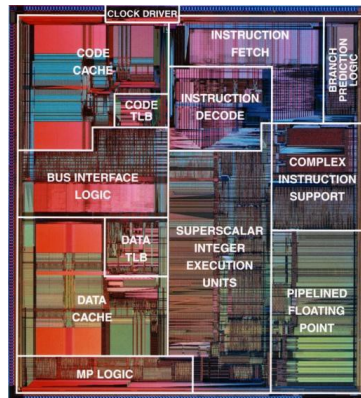 CLOCK DRIVER
CODE
CACHE
CODE
TLB
INSTRUCTION
FETCH
INSTRUCTION
DECODE
BRANCH
PREDICTION
LOGIC
BUS INTERFACE
LOGIC
COMPLEX
INSTRUCTION
SUPPORT
DATA
TLB
SUPERSCALAR
INTEGER
EXECUTION
UNITS
DATA
CACHE
PIPELINED
FLOATING
POINT
MP LOGIC